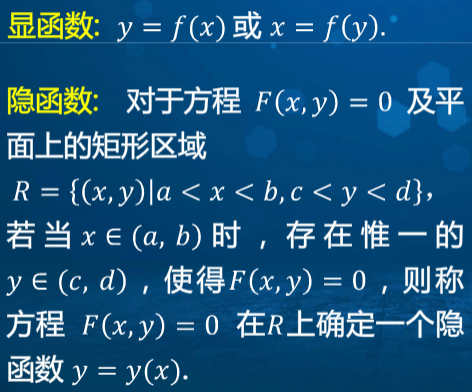 显函数: y = f(x) 或 x = f(y).
隐函数: 对于方程 F(x,y) = 0 及平
面上的矩形区域
R = {(x,y)|a < x < b,c < y < d},
若当 x ∈ (a, b) 时，存在惟一的
y ∈ (c, d)，使得F(x,y) = 0，则称
方程 F(x,y) = 0 在R上确定一个隐
函数 y = y(x).